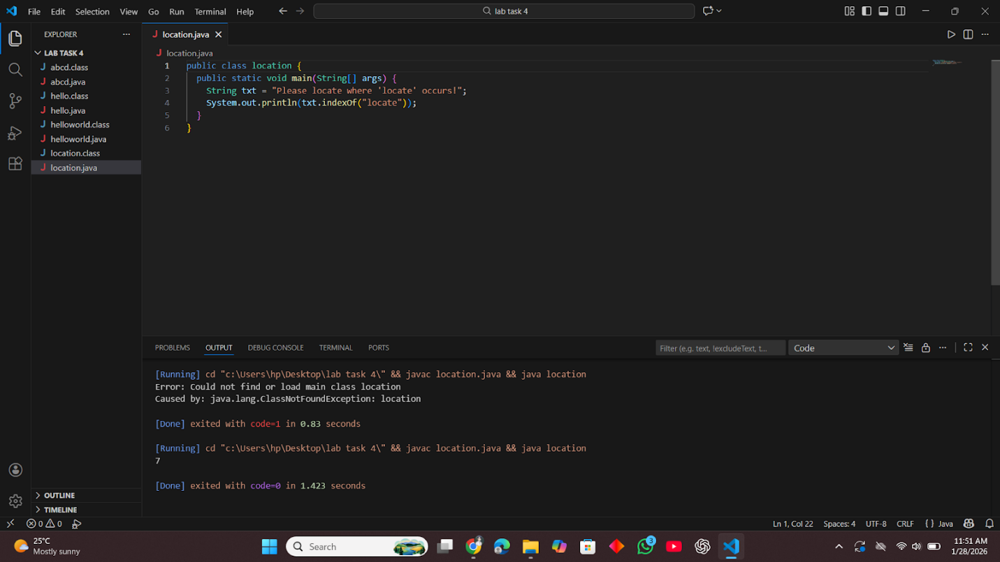 File Edit Selection View Go Run Terminal Help
lab task 4
EXPLORER
location.java
LAB TASK 4
abcd.class
abcd.java
hello.class
hello.java
helloworld.class
helloworld.java
location.class
location.java
location.java
1 public class location {
2 public static void main(String[] args) {
3 String txt = "Please locate where 'locate' occurs!";
4 System.out.println(txt.indexOf("locate"));
5 }
6 }
PROBLEMS OUTPUT DEBUG CONSOLE TERMINAL PORTS
Filter (e.g. text, !excludeText, t...
Code
[Running] cd "c:\Users\hp\Desktop\lab task 4\" && javac location.java && java location
Error: Could not find or load main class location
Caused by: java.lang.ClassNotFoundException: location
[Done] exited with code=1 in 0.83 seconds
[Running] cd "c:\Users\hp\Desktop\lab task 4\" && javac location.java && java location
7
[Done] exited with code=0 in 1.423 seconds
OUTLINE
TIMELINE
0 0
Ln 1, Col 22 Spaces: 4 UTF-8 CRLF {} Java
25°C
Mostly sunny
Search
3
11:51 AM
1/28/2026